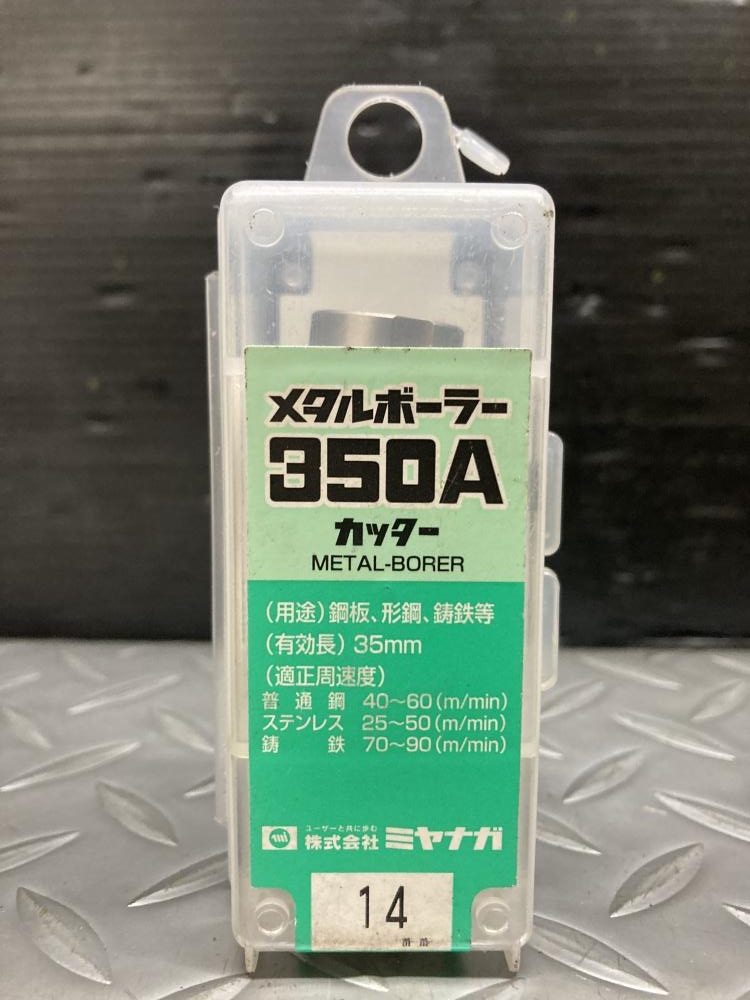 メタルボーラー
350A
カッター
METAL-BORER
(用途)鋼板、形鋼、鋳鉄等
(有効長)35mm
(適正周速度)
普通鋼 40〜60(m/min)
ステンレス 25〜50(m/min)
鋳鉄 70〜90(m/min)
ユーザーと共に歩む
株式会社 ミヤナガ
14
mm